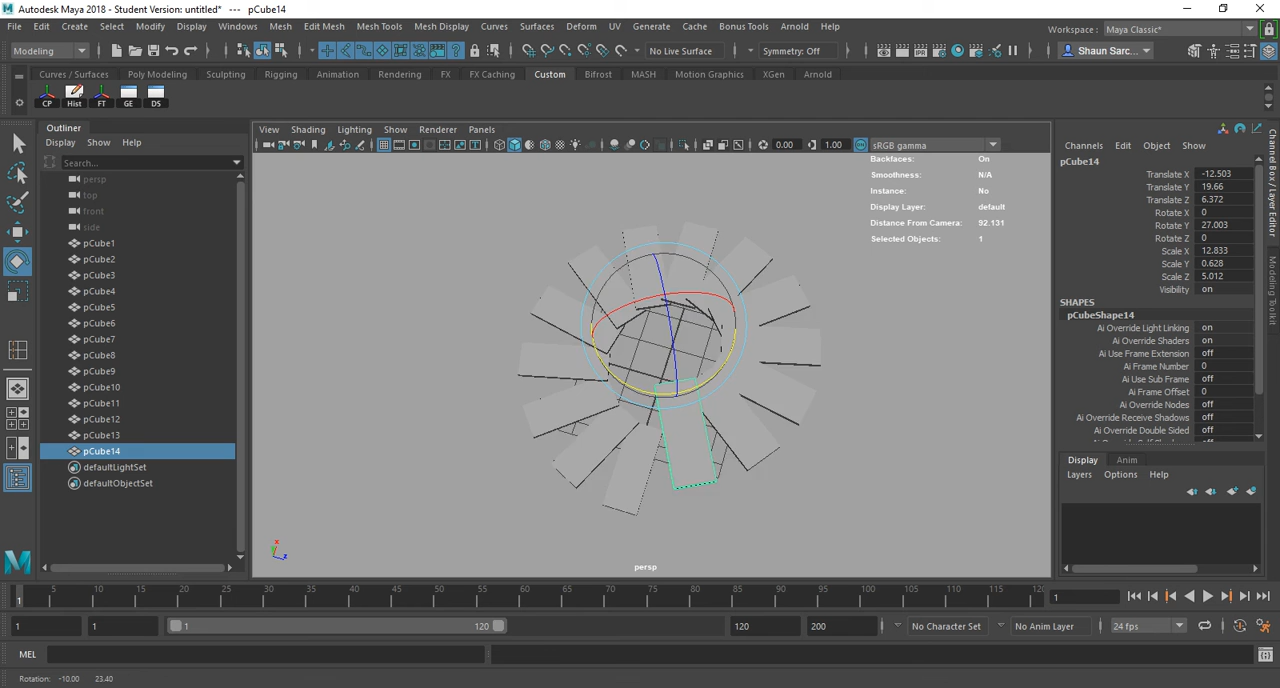 Autodesk Maya 2018 - Student Version: untitled* --- pCube14
File Edit Create Select Modify Display Windows Mesh Edit Mesh Mesh Tools Mesh Display Curves Surfaces Deform UV Generate Cache Bonus Tools Arnold Help
Workspace : Maya Classic*
Modeling No Live Surface Symmetry: Off Shaun Sarc...
Curves / Surfaces Poly Modeling Sculpting Rigging Animation Rendering FX FX Caching Custom Bifrost MASH Motion Graphics XGen Arnold
CP Hist FT GE DS
Outliner
Display Show Help
Search...
persp
top
front
side
pCube1
pCube2
pCube3
pCube4
pCube5
pCube6
pCube7
pCube8
pCube9
pCube10
pCube11
pCube12
pCube13
pCube14
defaultLightSet
defaultObjectSet
View Shading Lighting Show Renderer Panels
0.00 1.00 sRGB gamma
Backfaces: On
Smoothness: N/A
Instance: No
Display Layer: default
Distance From Camera: 92.131
Selected Objects: 1
x
z
persp
Channels Edit Object Show
pCube14
Translate X -12.503
Translate Y 19.66
Translate Z 6.372
Rotate X 0
Rotate Y 27.003
Rotate Z 0
Scale X 12.833
Scale Y 0.628
Scale Z 5.012
Visibility on
SHAPES
pCubeShape14
Ai Override Light Linking on
Ai Override Shaders on
Ai Use Frame Extension off
Ai Frame Number 0
Ai Use Sub Frame off
Ai Frame Offset 0
Ai Override Nodes off
Ai Override Receive Shadows off
Ai Override Double Sided off
Display Anim
Layers Options Help
Channel Box / Layer Editor
Modeling Toolkit
1 5 10 15 20 25 30 35 40 45 50 55 60 65 70 75 80 85 90 95 100 105 110 115 120
1
1 1 1 120 120 200 No Character Set No Anim Layer 24 fps
MEL
Rotation: -10.00 23.40